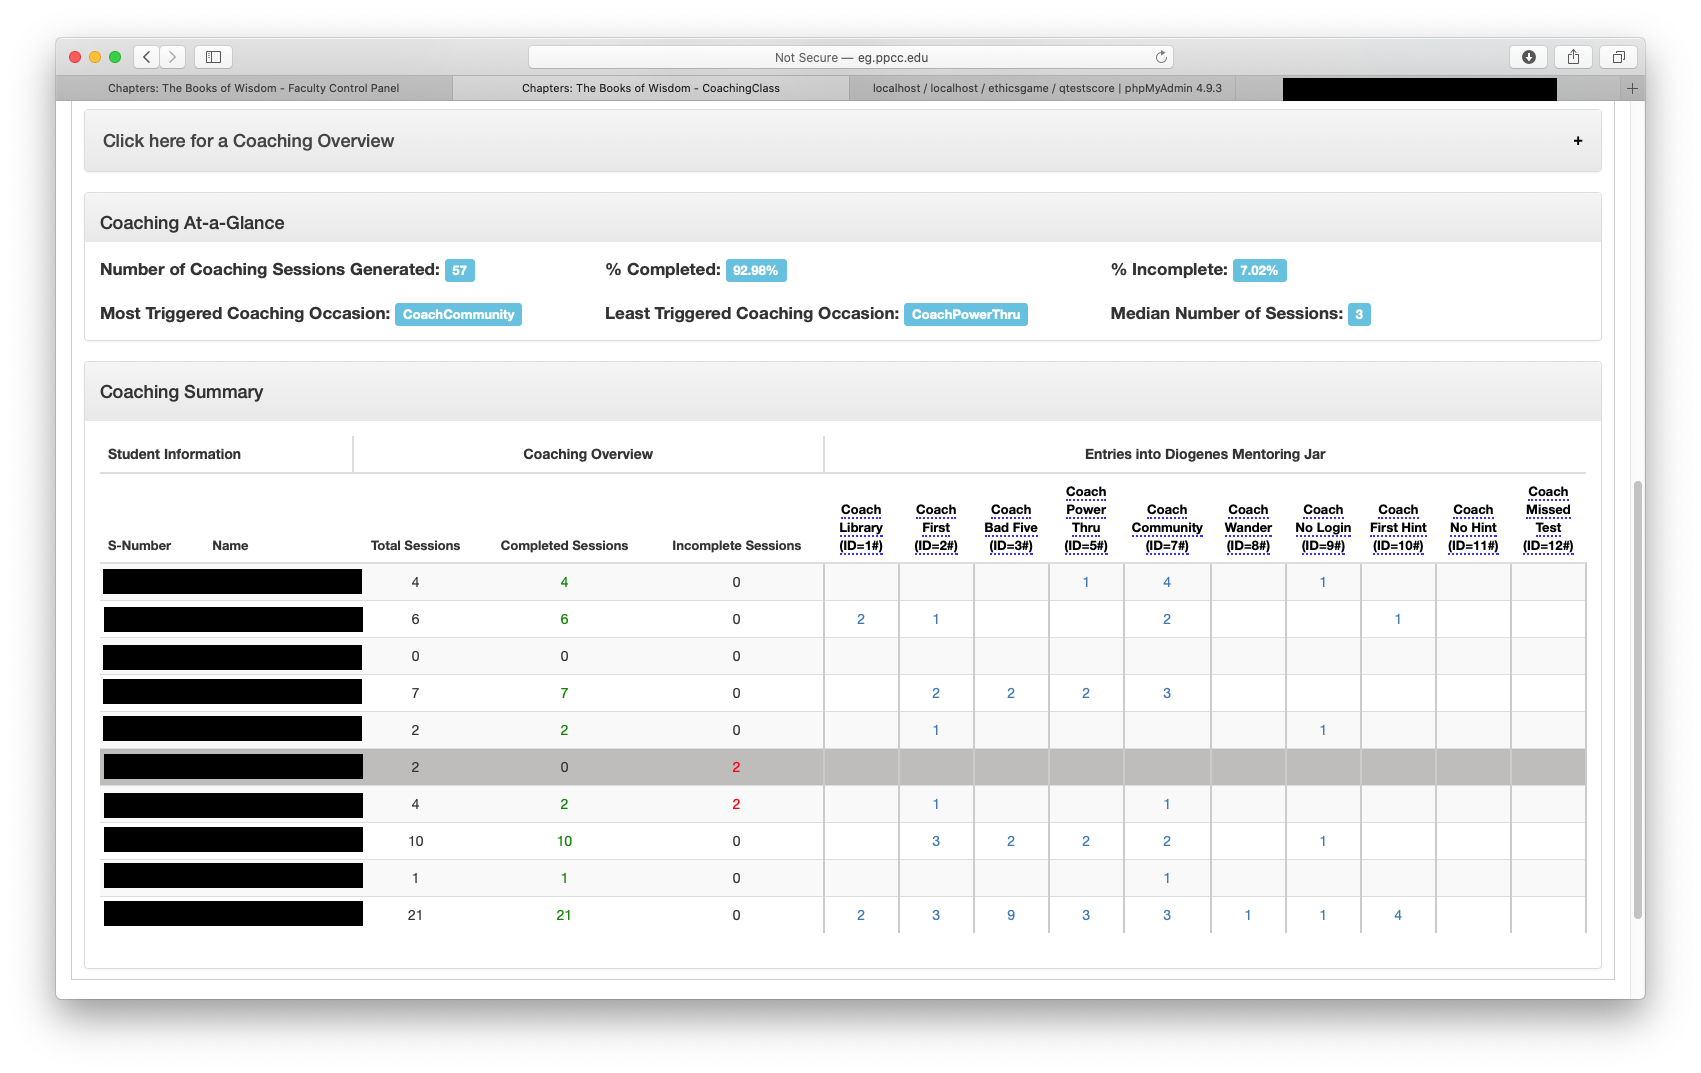 Not Secure — eg.ppcc.edu
Chapters: The Books of Wisdom - Faculty Control Panel
Chapters: The Books of Wisdom - CoachingClass
localhost / localhost / ethicsgame / qtestscore | phpMyAdmin 4.9.3
+
Click here for a Coaching Overview +
Coaching At-a-Glance
Number of Coaching Sessions Generated: 57 % Completed: 92.98% % Incomplete: 7.02%
Most Triggered Coaching Occasion: CoachCommunity Least Triggered Coaching Occasion: CoachPowerThru Median Number of Sessions: 3
Coaching Summary
Student Information Coaching Overview Entries into Diogenes Mentoring Jar
S-Number Name Total Sessions Completed Sessions Incomplete Sessions
Coach Library (ID=1#)
Coach First (ID=2#)
Coach Bad Five (ID=3#)
Coach Power Thru (ID=5#)
Coach Community (ID=7#)
Coach Wander (ID=8#)
Coach No Login (ID=9#)
Coach First Hint (ID=10#)
Coach No Hint (ID=11#)
Coach Missed Test (ID=12#)
4 4 0 1 4 1
6 6 0 2 1 2 1
0 0 0
7 7 0 2 2 2 3
2 2 0 1 1
2 0 2
4 2 2 1 1
10 10 0 3 2 2 2 1
1 1 0 1
21 21 0 2 3 9 3 3 1 1 4